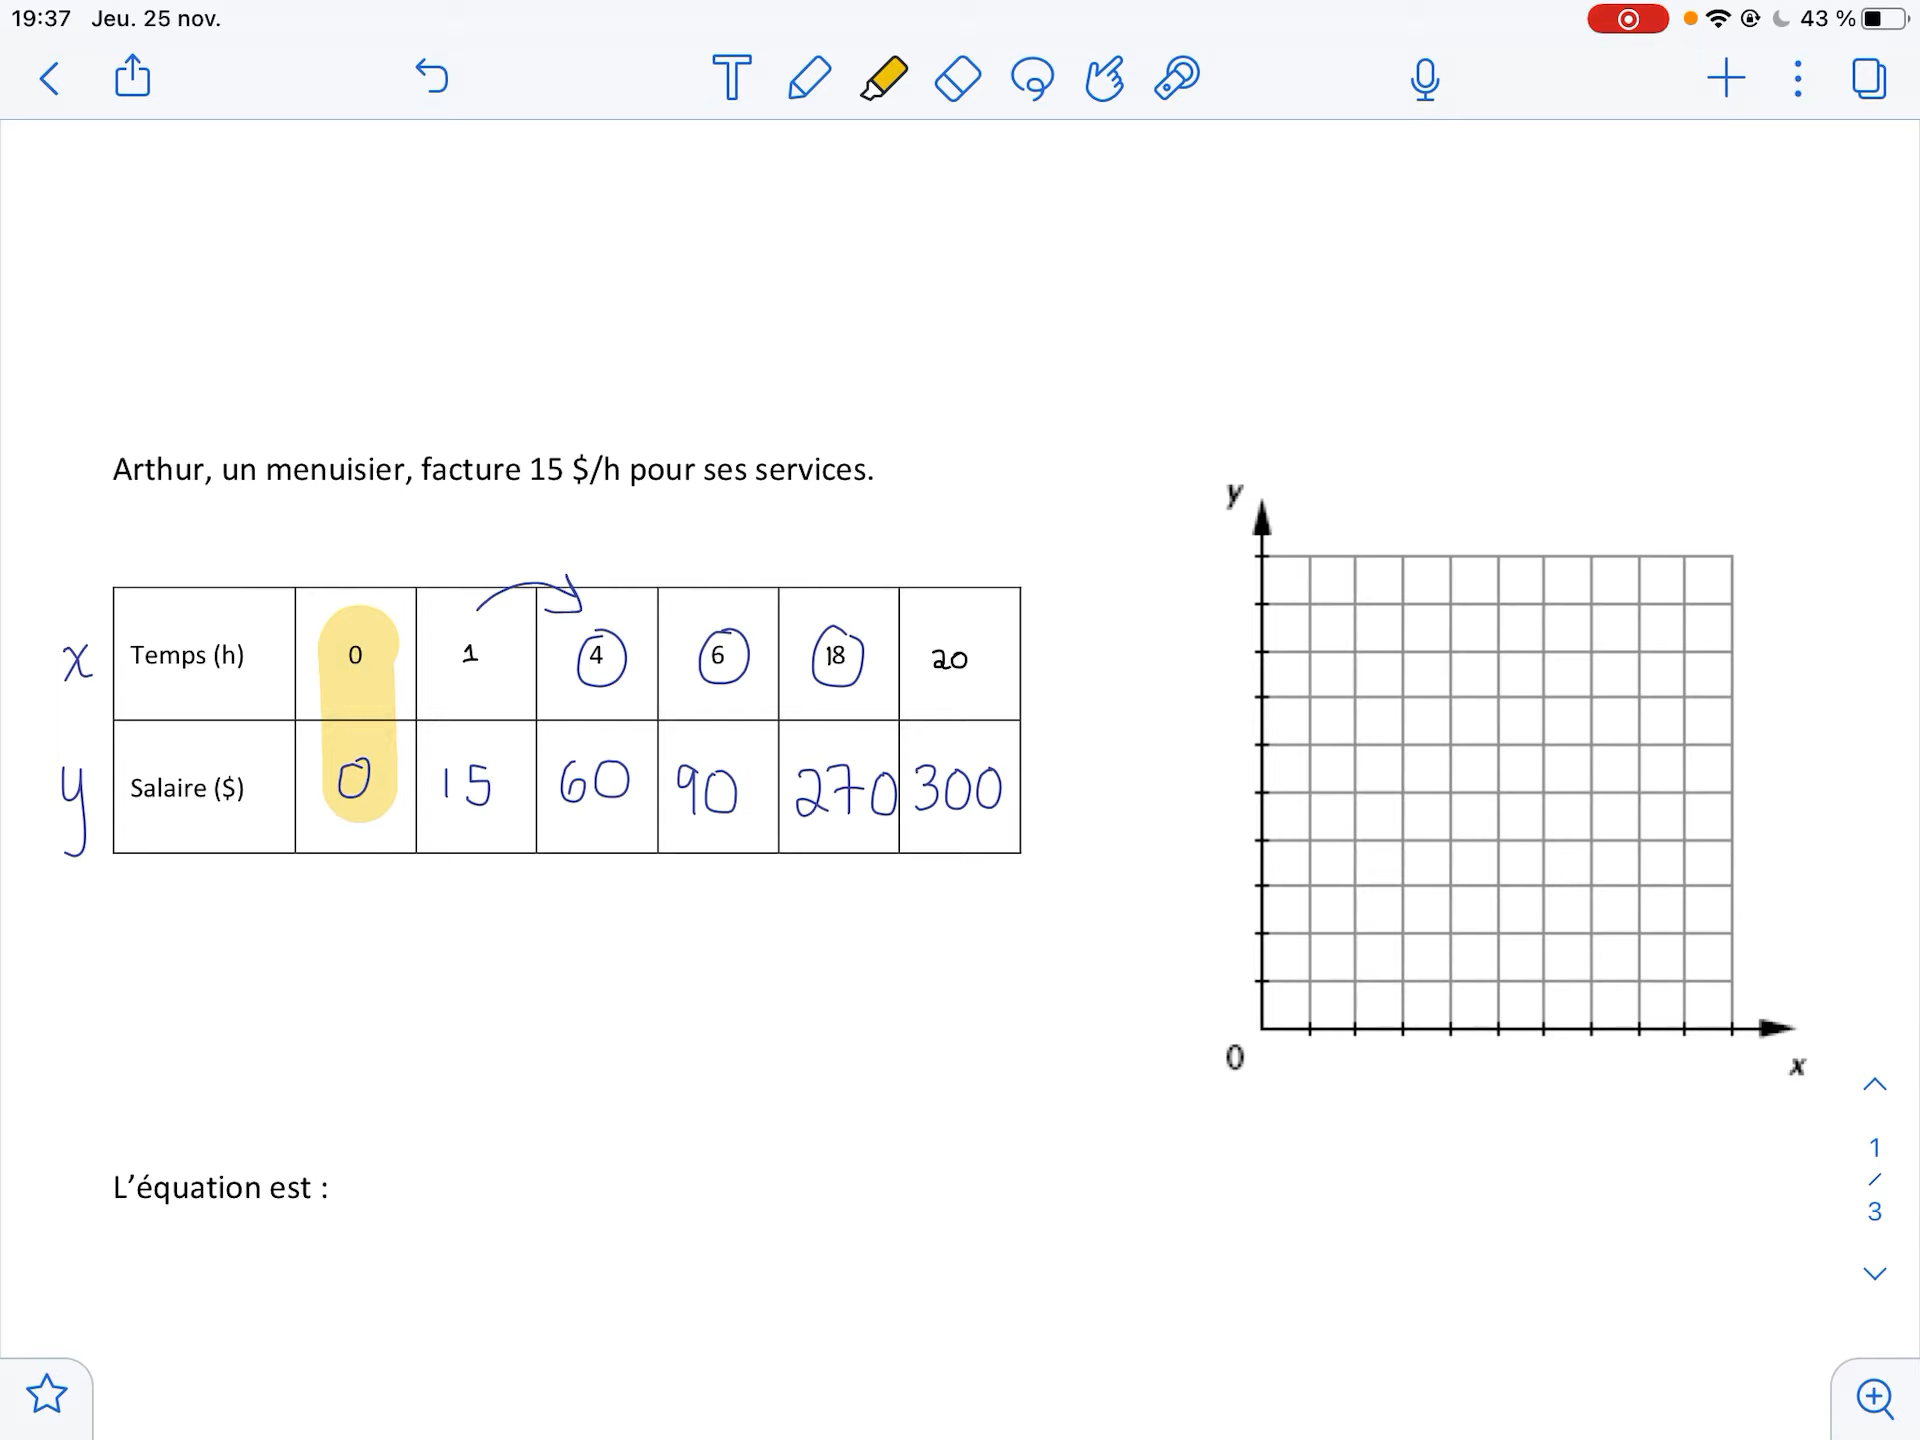 19:37 Jeu. 25 nov. 43 %
T
Arthur, un menuisier, facture 15 $/h pour ses services.
y
x Temps (h) 0 1 4 6 18 20
y Salaire ($) 0 15 60 90 270 300
0
x
1
/
3
L’équation est :